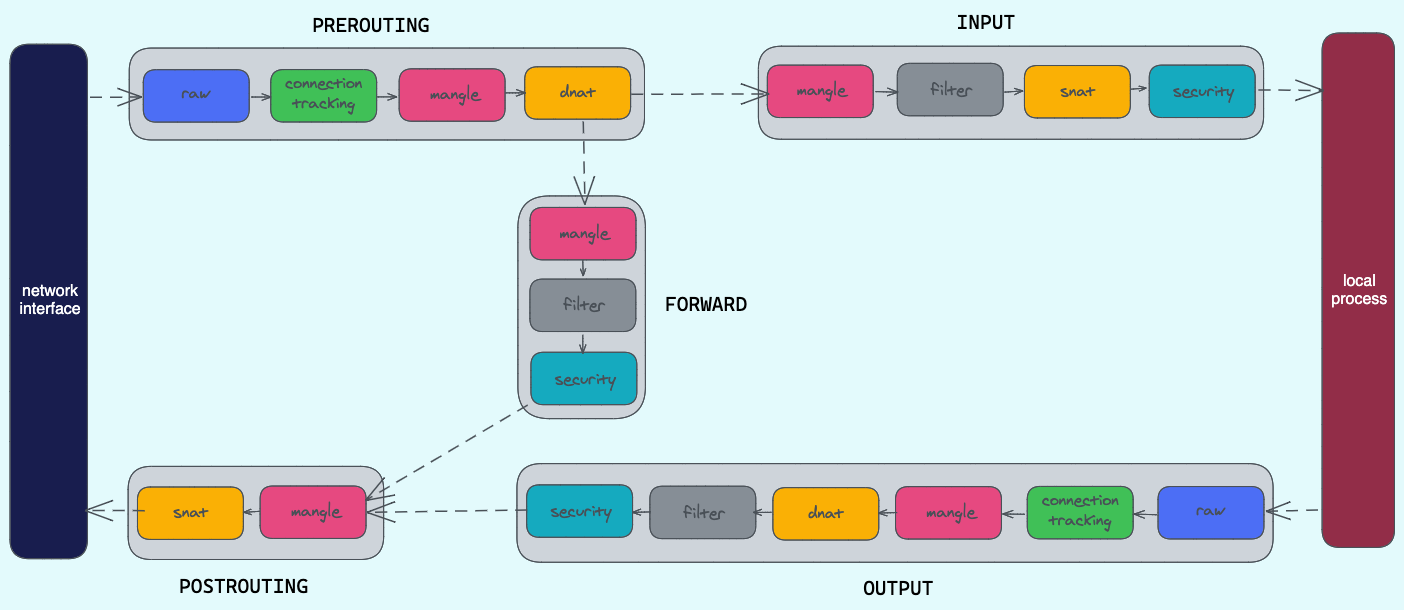 PREROUTING
INPUT
raw
connection
tracking
mangle
dnat
mangle
filter
snat
security
mangle
filter
security
FORWARD
network
interface
local
process
snat
mangle
security
filter
dnat
mangle
connection
tracking
raw
POSTROUTING
OUTPUT